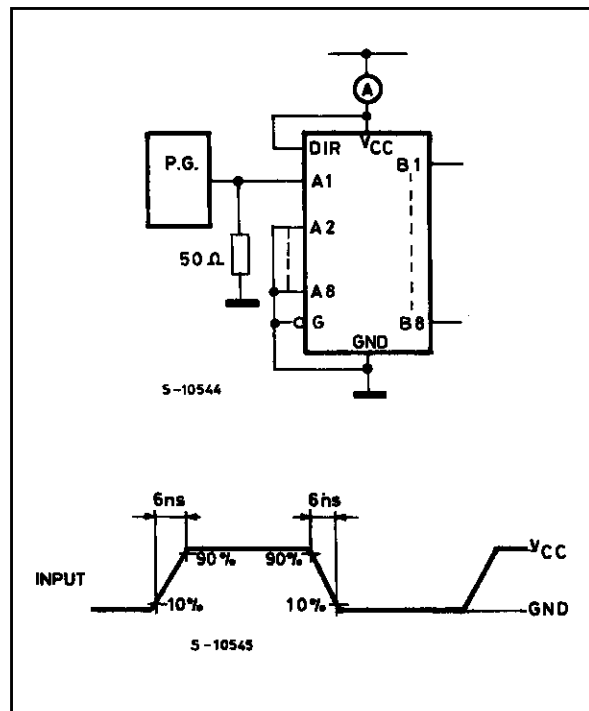 A
DIR
VCC
B1
P.G.
A1
A2
50 Ω
A8
G
B8
GND
S-10544
6ns
6ns
VCC
90%
90%
INPUT
10%
10%
GND
S-10545